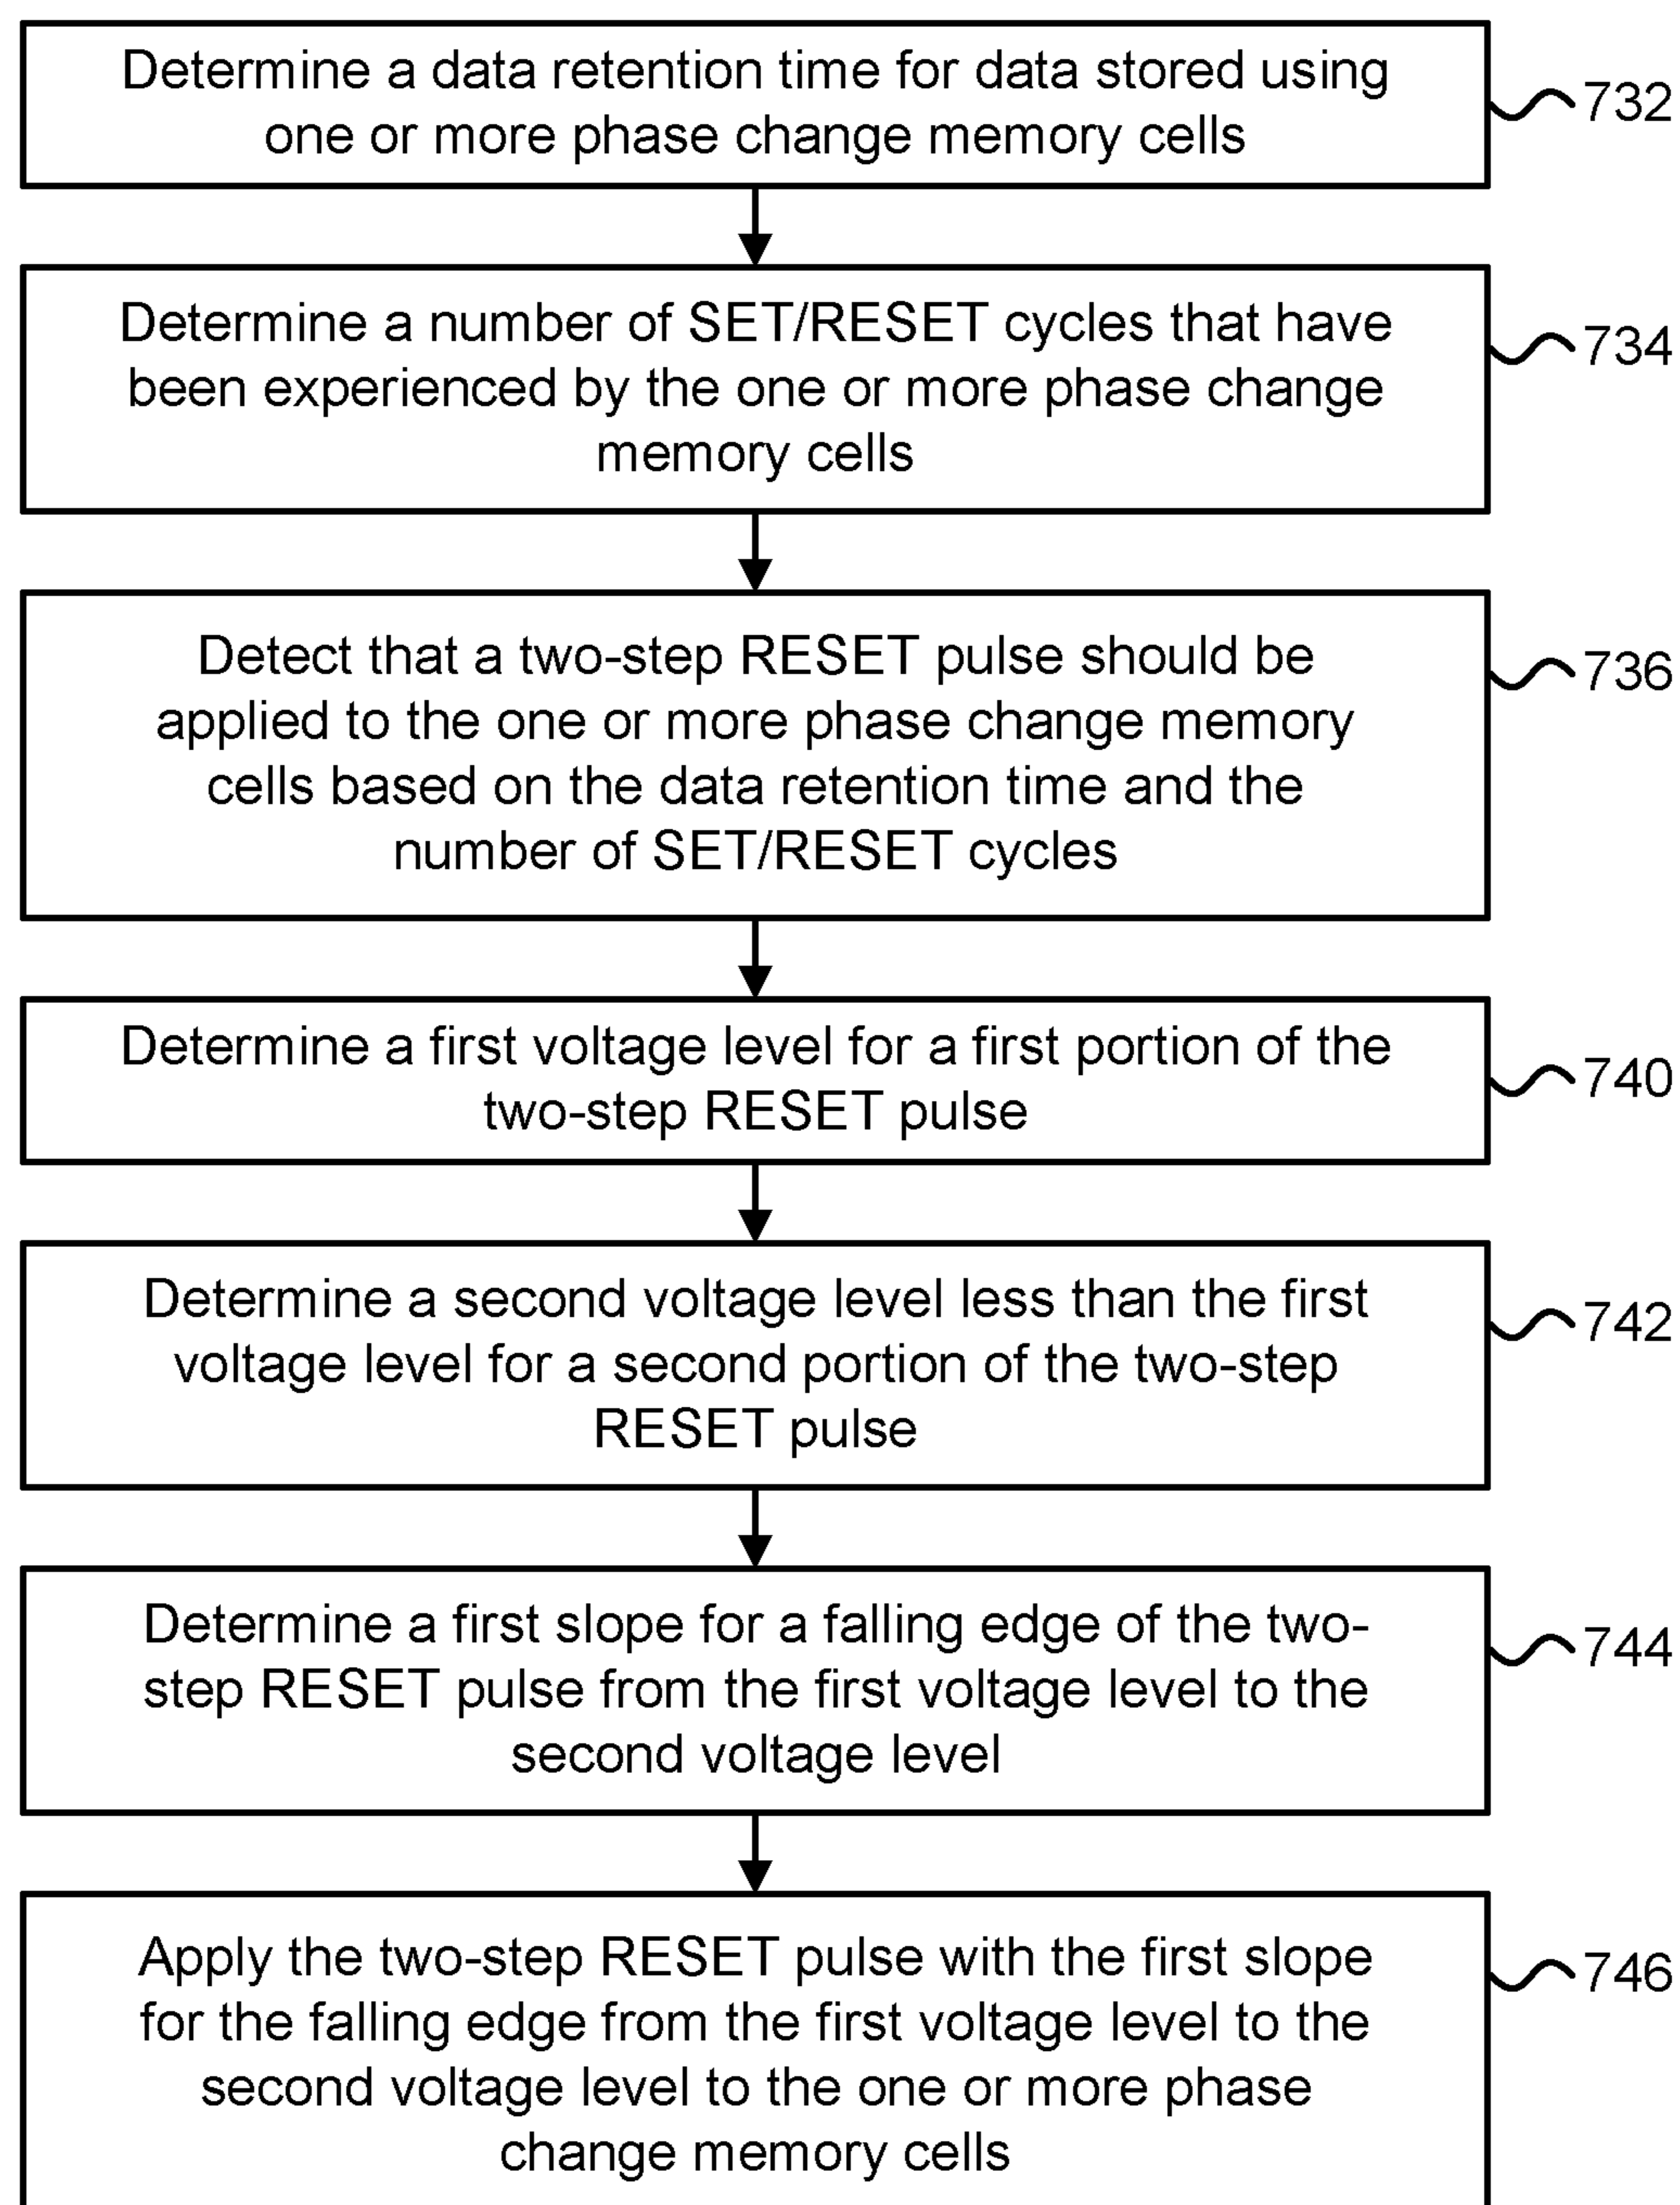 Determine a data retention time for data stored using
one or more phase change memory cells
732
Determine a number of SET/RESET cycles that have
been experienced by the one or more phase change
memory cells
734
Detect that a two-step RESET pulse should be
applied to the one or more phase change memory
cells based on the data retention time and the
number of SET/RESET cycles
736
Determine a first voltage level for a first portion of the
two-step RESET pulse
740
Determine a second voltage level less than the first
voltage level for a second portion of the two-step
RESET pulse
742
Determine a first slope for a falling edge of the two-
step RESET pulse from the first voltage level to the
second voltage level
744
Apply the two-step RESET pulse with the first slope
for the falling edge from the first voltage level to the
second voltage level to the one or more phase
change memory cells
746